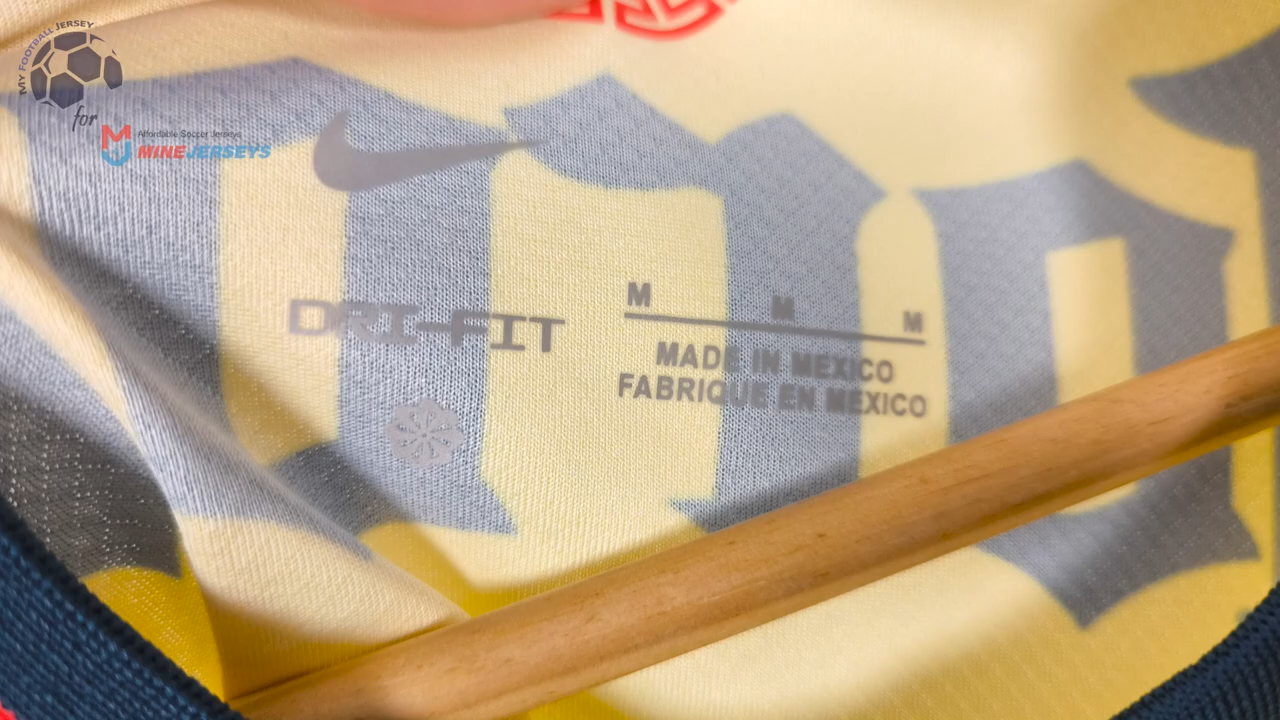 MY FOOTBALL JERSEY
for
Affordable Soccer Jerseys
MINEJERSEYS
DRI-FIT
M M M
MADE IN MEXICO
FABRIQUE EN MEXICO